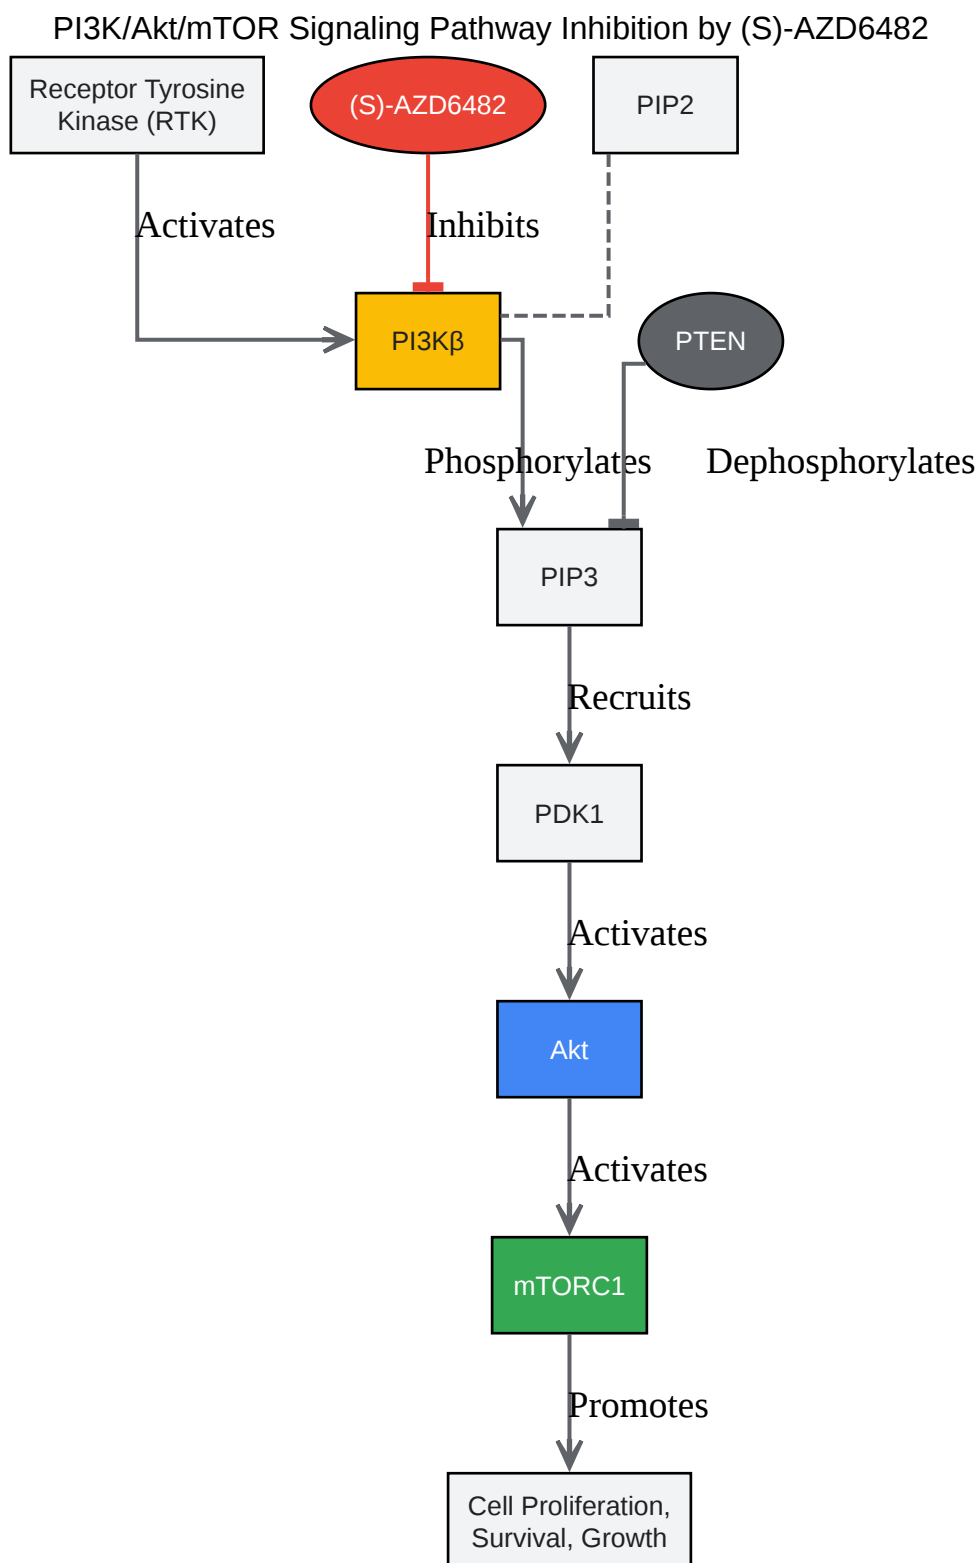 PI3K/Akt/mTOR Signaling Pathway Inhibition by (S)-AZD6482
Receptor Tyrosine
Kinase (RTK)
(S)-AZD6482
PIP2
Activates
Inhibits
PI3Kβ
PTEN
Phosphorylates
Dephosphorylates
PIP3
Recruits
PDK1
Activates
Akt
Activates
mTORC1
Promotes
Cell Proliferation,
Survival, Growth